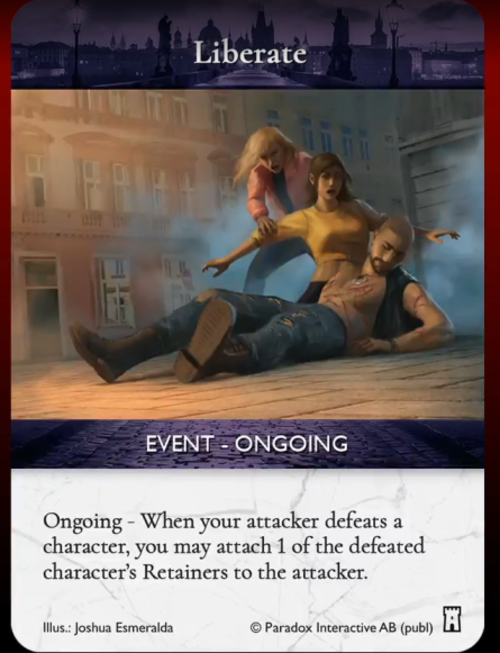 Liberate
EVENT - ONGOING
Ongoing - When your attacker defeats a
character, you may attach 1 of the defeated
character's Retainers to the attacker.
Illus.: Joshua Esmeralda
© Paradox Interactive AB (publ)